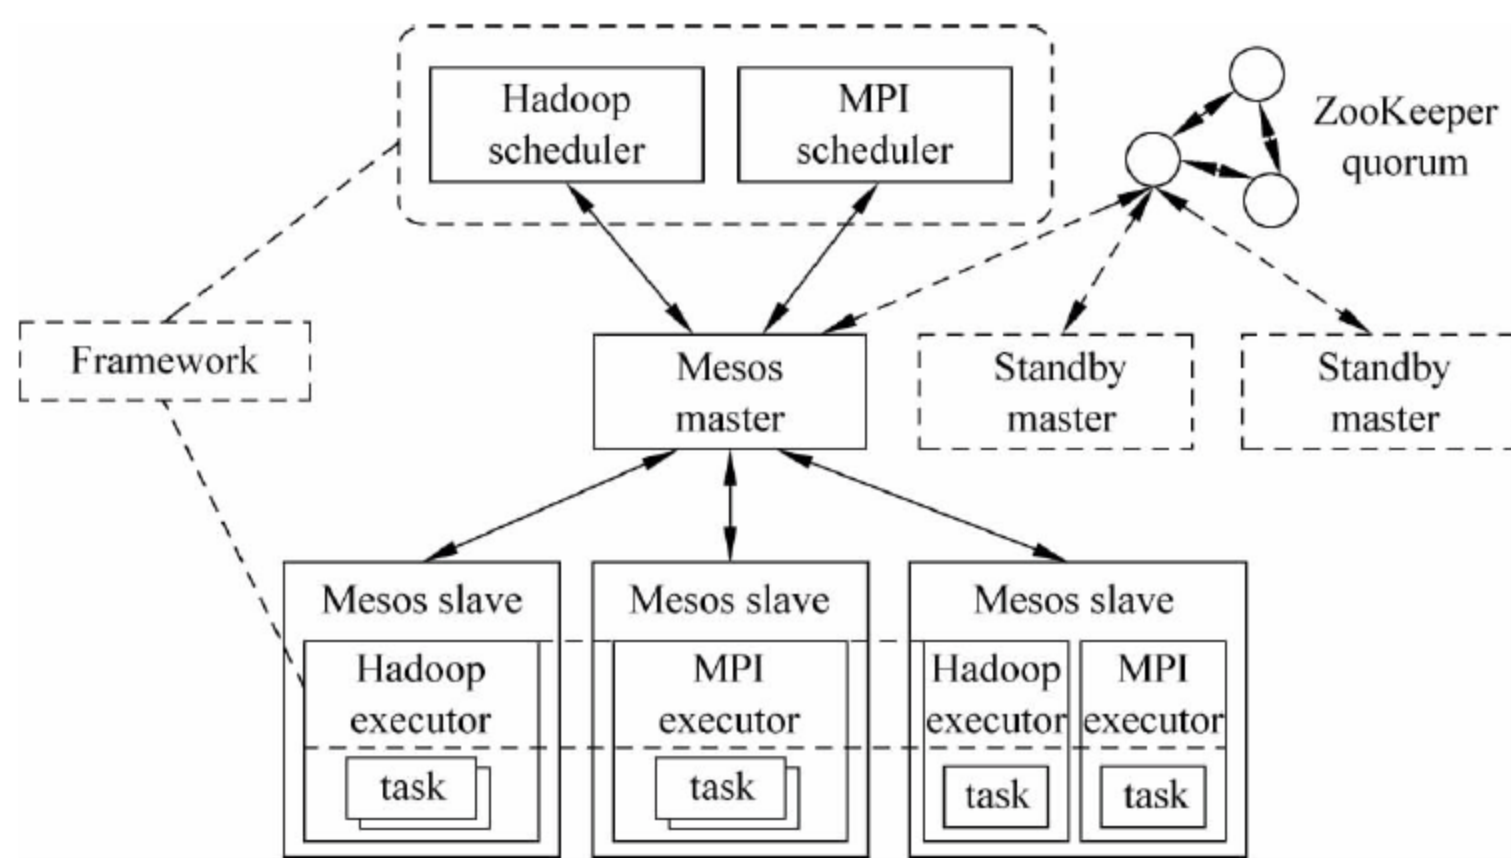 Hadoop
scheduler
MPI
scheduler
ZooKeeper
quorum
Framework
Mesos
master
Standby
master
Standby
master
Mesos slave
Hadoop
executor
task
Mesos slave
MPI
executor
task
Mesos slave
Hadoop
executor
task
MPI
executor
task